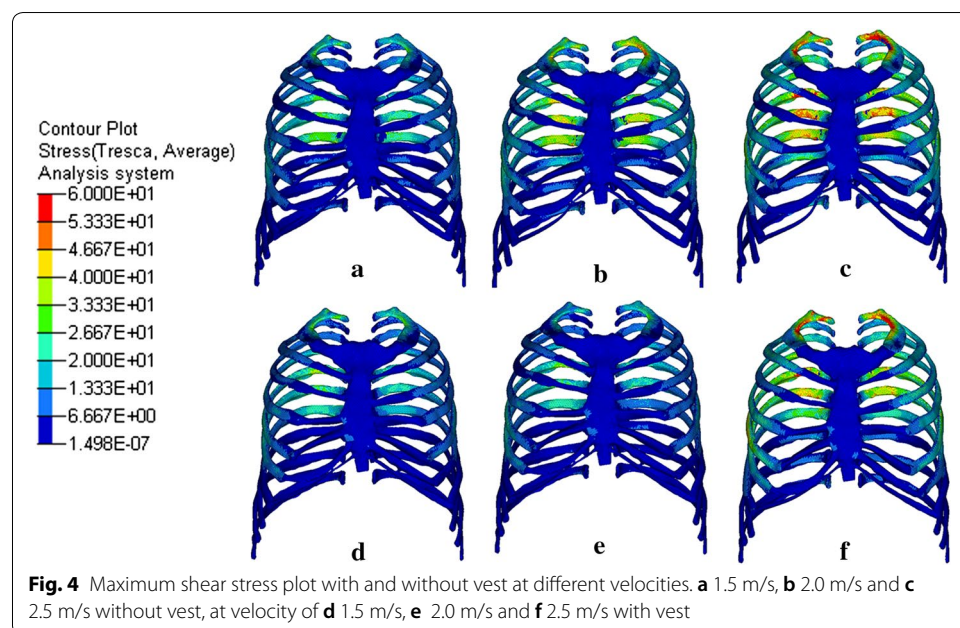 Contour Plot
Stress(Tresca, Average)
Analysis system
6.000E+01
5.333E+01
4.667E+01
4.000E+01
3.333E+01
2.667E+01
2.000E+01
1.333E+01
6.667E+00
1.498E-07
a
b
c
d
e
f
Fig. 4 Maximum shear stress plot with and without vest at different velocities. a 1.5 m/s, b 2.0 m/s and c
2.5 m/s without vest, at velocity of d 1.5 m/s, e 2.0 m/s and f 2.5 m/s with vest